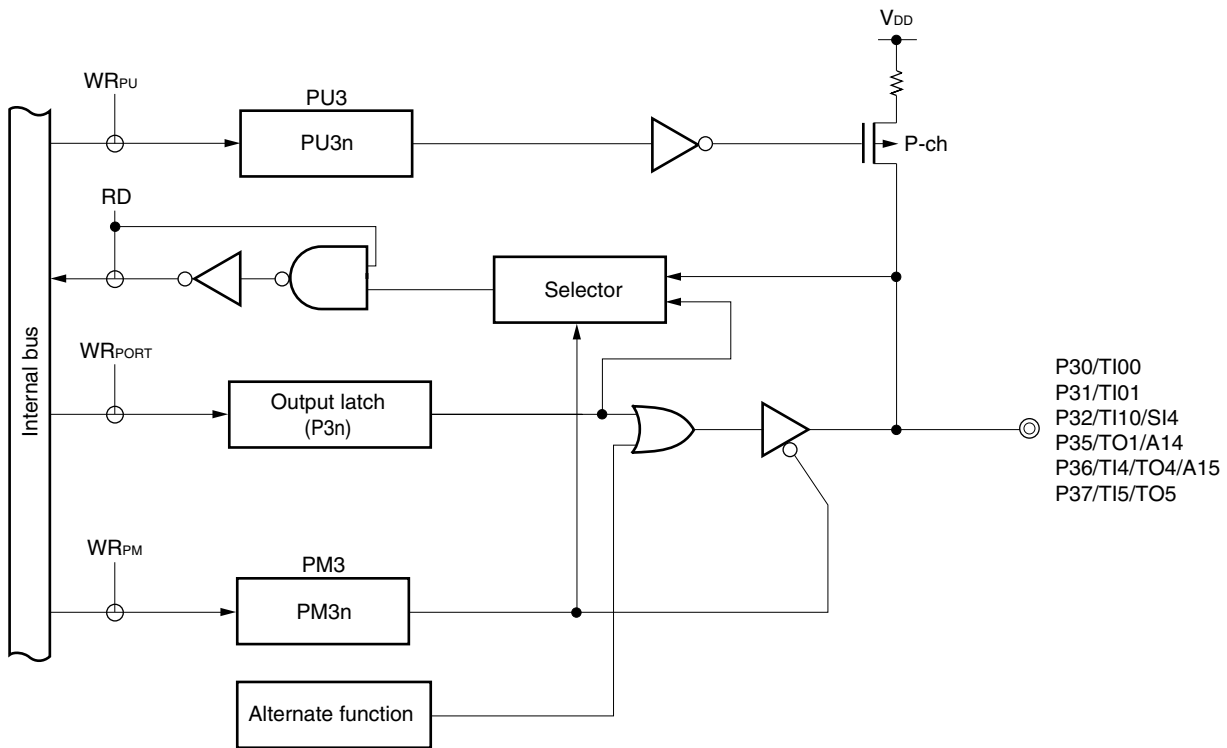 VDD
WRPU
PU3
PU3n
P-ch
RD
Selector
Internal bus
WRPORT
Output latch
(P3n)
P30/TI00
P31/TI01
P32/TI10/SI4
P35/TO1/A14
P36/TI4/TO4/A15
P37/TI5/TO5
WRPM
PM3
PM3n
Alternate function